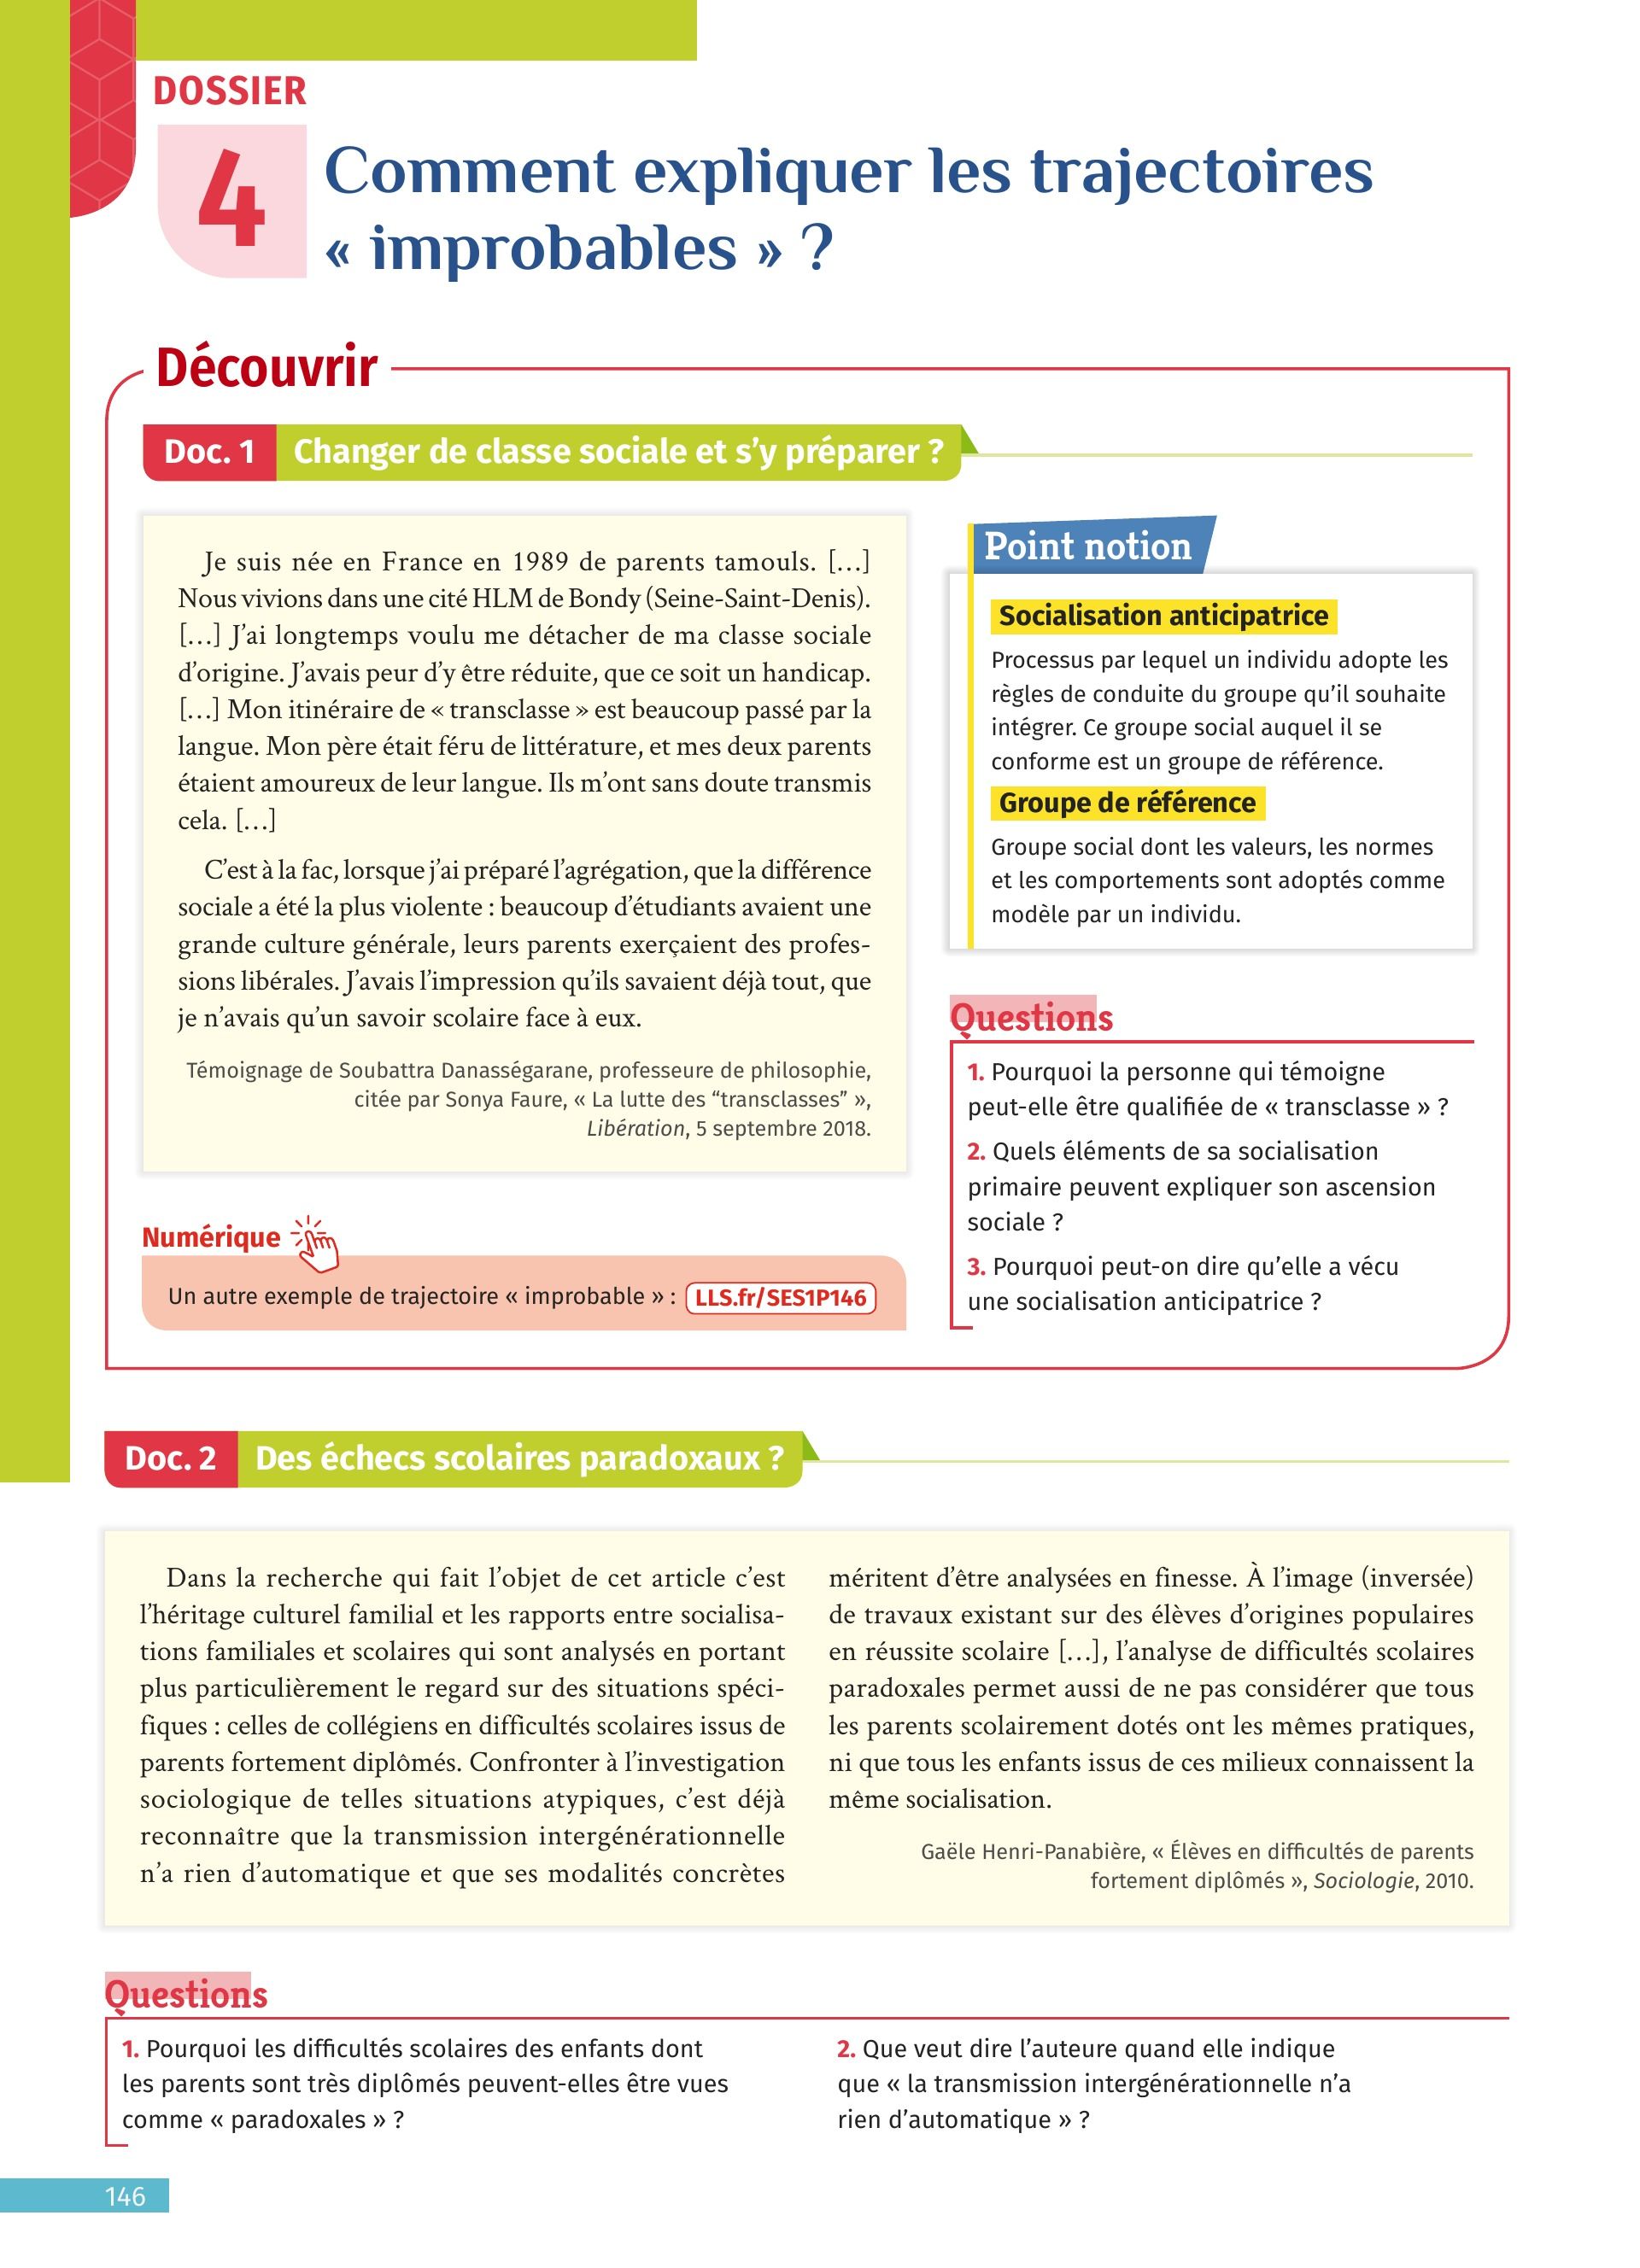 DOSSIER
4
Comment expliquer les trajectoires
« improbables » ?
Découvrir
Doc. 1 Changer de classe sociale et s’y préparer ?
Je suis née en France en 1989 de parents tamouls. […]
Nous vivions dans une cité HLM de Bondy (Seine-Saint-Denis).
[…] J’ai longtemps voulu me détacher de ma classe sociale
d’origine. J’avais peur d’y être réduite, que ce soit un handicap.
[…] Mon itinéraire de « transclasse » est beaucoup passé par la
langue. Mon père était féru de littérature, et mes deux parents
étaient amoureux de leur langue. Ils m’ont sans doute transmis
cela. […]
C’est à la fac, lorsque j’ai préparé l’agrégation, que la différence
sociale a été la plus violente : beaucoup d’étudiants avaient une
grande culture générale, leurs parents exerçaient des profes-
sions libérales. J’avais l’impression qu’ils savaient déjà tout, que
je n’avais qu’un savoir scolaire face à eux.
Témoignage de Soubattra Danasségarane, professeure de philosophie,
citée par Sonya Faure, « La lutte des “transclasses” »,
Libération, 5 septembre 2018.
Numérique
Un autre exemple de trajectoire « improbable » : LLS.fr/SES1P146
Point notion
Socialisation anticipatrice
Processus par lequel un individu adopte les
règles de conduite du groupe qu’il souhaite
intégrer. Ce groupe social auquel il se
conforme est un groupe de référence.
Groupe de référence
Groupe social dont les valeurs, les normes
et les comportements sont adoptés comme
modèle par un individu.
Questions
1. Pourquoi la personne qui témoigne
peut-elle être qualifiée de « transclasse » ?
2. Quels éléments de sa socialisation
primaire peuvent expliquer son ascension
sociale ?
3. Pourquoi peut-on dire qu’elle a vécu
une socialisation anticipatrice ?
Doc. 2 Des échecs scolaires paradoxaux ?
Dans la recherche qui fait l’objet de cet article c’est
l’héritage culturel familial et les rapports entre socialisa-
tions familiales et scolaires qui sont analysés en portant
plus particulièrement le regard sur des situations spéci-
fiques : celles de collégiens en difficultés scolaires issus de
parents fortement diplômés. Confronter à l’investigation
sociologique de telles situations atypiques, c’est déjà
reconnaître que la transmission intergénérationnelle
n’a rien d’automatique et que ses modalités concrètes
méritent d’être analysées en finesse. À l’image (inversée)
de travaux existant sur des élèves d’origines populaires
en réussite scolaire […], l’analyse de difficultés scolaires
paradoxales permet aussi de ne pas considérer que tous
les parents scolairement dotés ont les mêmes pratiques,
ni que tous les enfants issus de ces milieux connaissent la
même socialisation.
Gaële Henri-Panabière, « Élèves en difficultés de parents
fortement diplômés », Sociologie, 2010.
Questions
1. Pourquoi les difficultés scolaires des enfants dont
les parents sont très diplômés peuvent-elles être vues
comme « paradoxales » ?
2. Que veut dire l’auteure quand elle indique
que « la transmission intergénérationnelle n’a
rien d’automatique » ?
146